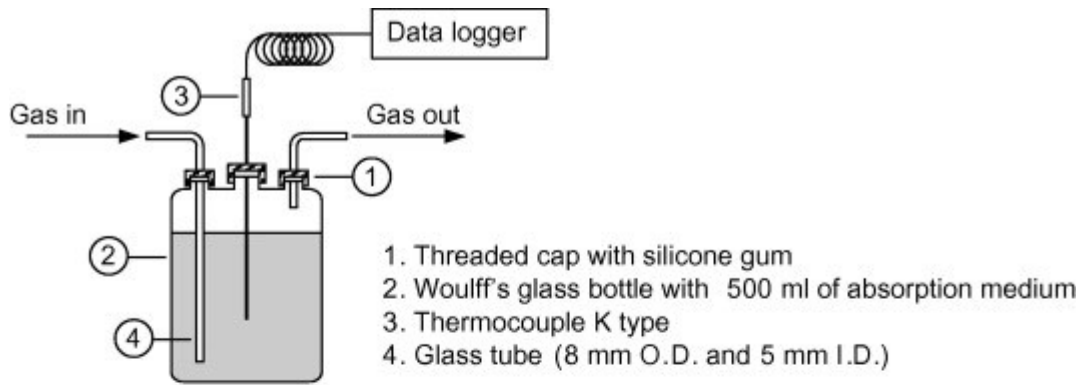 Data logger
3
Gas in
Gas out
1
2
4
1. Threaded cap with silicone gum
2. Woulff's glass bottle with 500 ml of absorption medium
3. Thermocouple K type
4. Glass tube (8 mm O.D. and 5 mm I.D.)